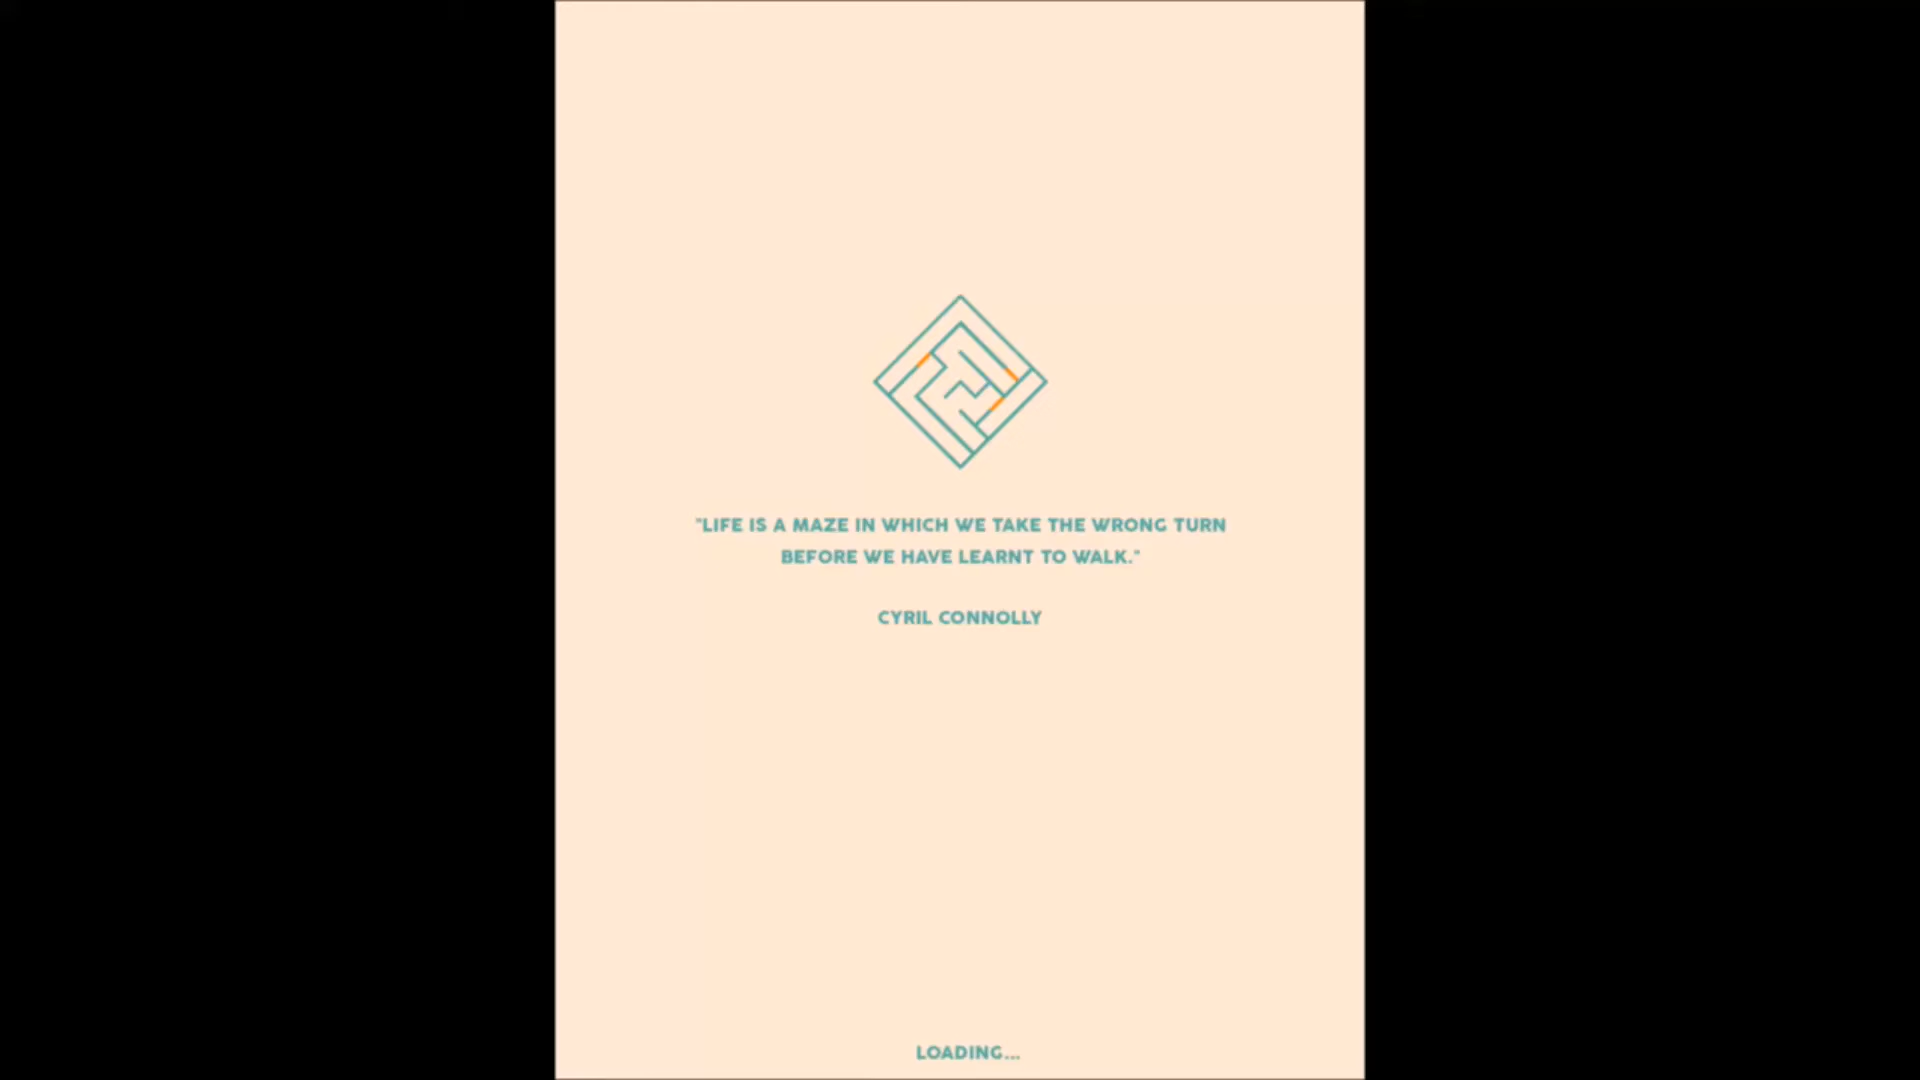 "LIFE IS A MAZE IN WHICH WE TAKE THE WRONG TURN
BEFORE WE HAVE LEARNT TO WALK."
CYRIL CONNOLLY
LOADING...